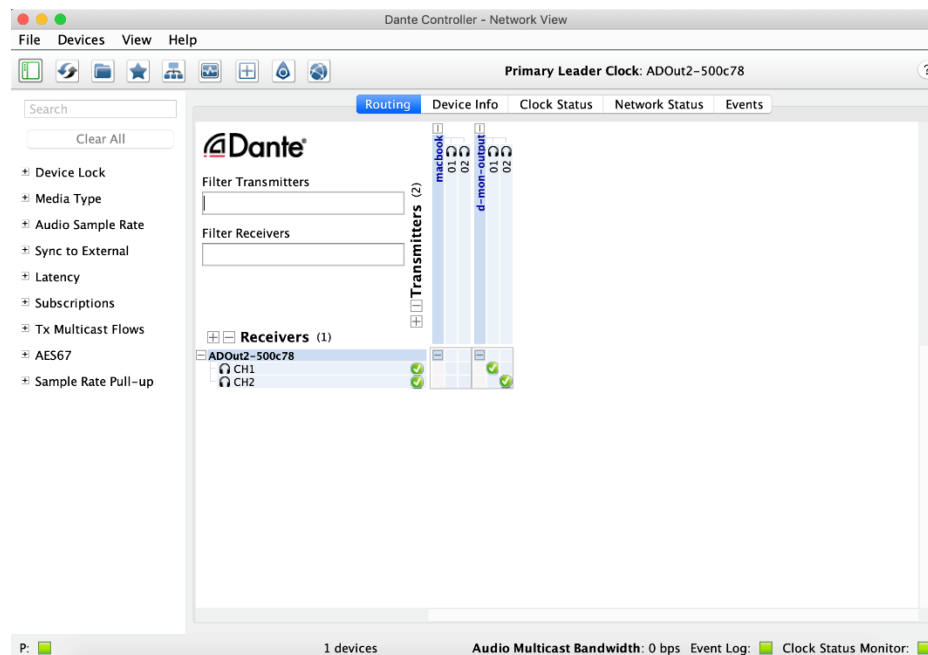 Dante Controller - Network View
File Devices View Help
Primary Leader Clock: ADOut2-500c78
?
Search
Clear All
Device Lock
Media Type
Audio Sample Rate
Sync to External
Latency
Subscriptions
Tx Multicast Flows
AES67
Sample Rate Pull-up
Routing Device Info Clock Status Network Status Events
Dante®
Filter Transmitters
Filter Receivers
Transmitters (2)
macbook
01
02
d-mon-output
01
02
Receivers (1)
ADOut2-500c78
CH1
CH2
P:
1 devices
Audio Multicast Bandwidth: 0 bps Event Log: Clock Status Monitor: